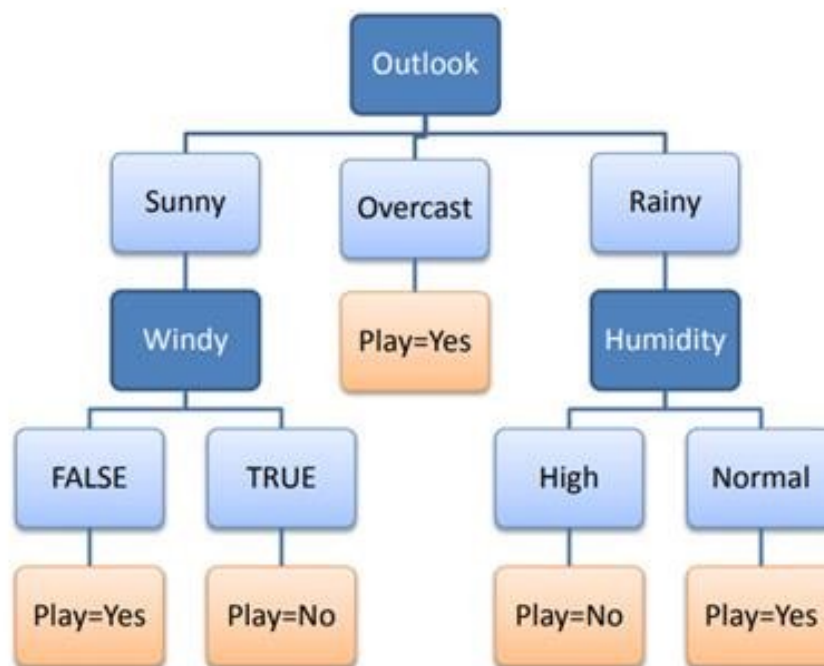 Outlook
Sunny
Overcast
Rainy
Windy
Play=Yes
Humidity
FALSE
TRUE
High
Normal
Play=Yes
Play=No
Play=No
Play=Yes